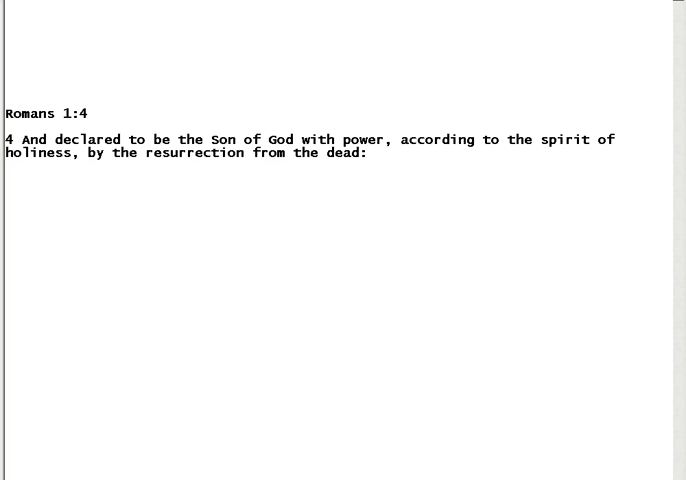 Romans 1:4
4 And declared to be the Son of God with power, according to the spirit of
holiness, by the resurrection from the dead: